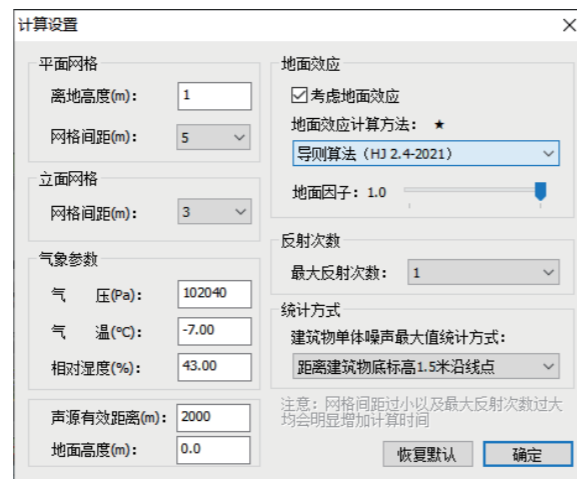 计算设置
平面网格
离地高度(m): 1
网格间距(m): 5
立面网格
网格间距(m): 3
气象参数
气 压(Pa): 102040
气 温(℃): -7.00
相对湿度(%): 43.00
声源有效距离(m): 2000
地面高度(m): 0.0
地面效应
考虑地面效应
地面效应计算方法: ★
导则算法（HJ 2.4-2021）
地面因子: 1.0
反射次数
最大反射次数: 1
统计方式
建筑物单体噪声最大值统计方式:
距离建筑物底标高1.5米沿线点
注意: 网格间距过小以及最大反射次数过大
均会明显增加计算时间
恢复默认 确定